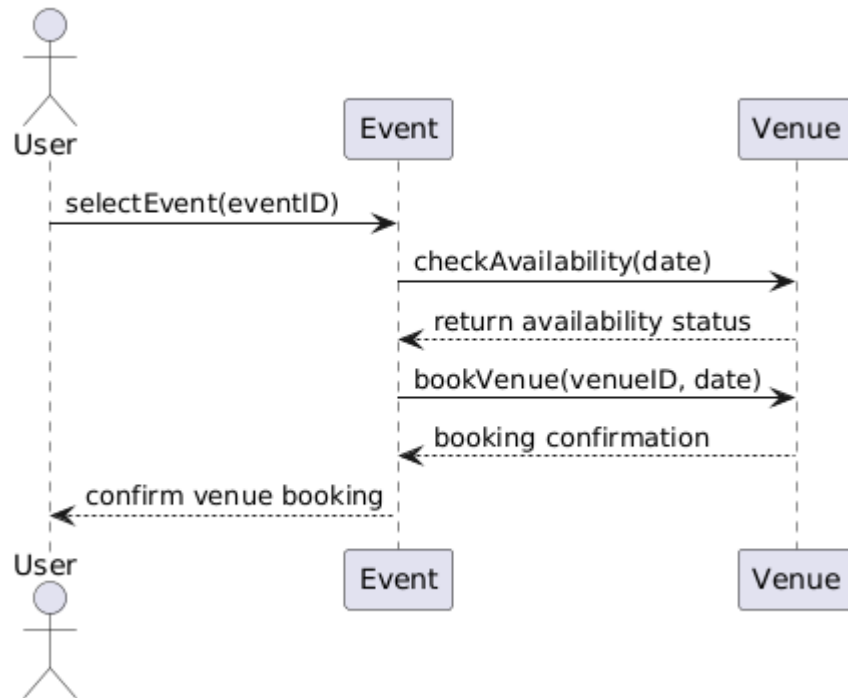 User
Event
Venue
selectEvent(eventID)
checkAvailability(date)
return availability status
bookVenue(venueID, date)
booking confirmation
confirm venue booking
User
Event
Venue